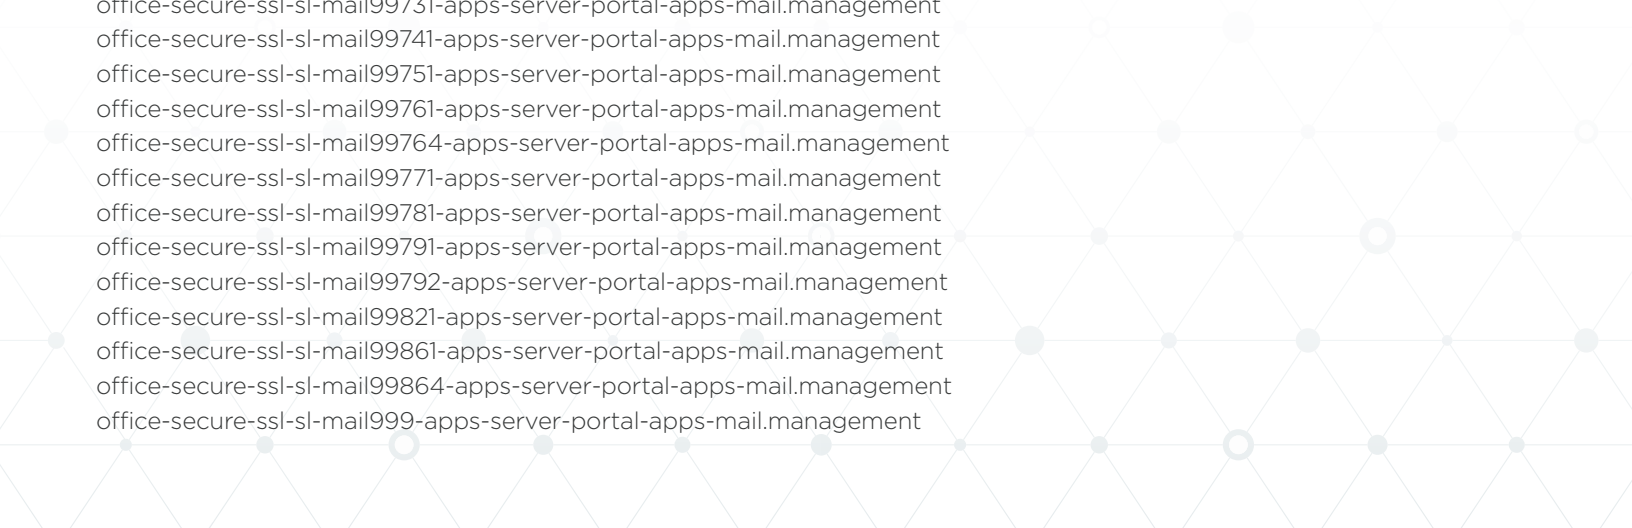 office-secure-ssl-sl-mail99731-apps-server-portal-apps-mail.management
office-secure-ssl-sl-mail99741-apps-server-portal-apps-mail.management
office-secure-ssl-sl-mail99751-apps-server-portal-apps-mail.management
office-secure-ssl-sl-mail99761-apps-server-portal-apps-mail.management
office-secure-ssl-sl-mail99764-apps-server-portal-apps-mail.management
office-secure-ssl-sl-mail99771-apps-server-portal-apps-mail.management
office-secure-ssl-sl-mail99781-apps-server-portal-apps-mail.management
office-secure-ssl-sl-mail99791-apps-server-portal-apps-mail.management
office-secure-ssl-sl-mail99792-apps-server-portal-apps-mail.management
office-secure-ssl-sl-mail99821-apps-server-portal-apps-mail.management
office-secure-ssl-sl-mail99861-apps-server-portal-apps-mail.management
office-secure-ssl-sl-mail99864-apps-server-portal-apps-mail.management
office-secure-ssl-sl-mail999-apps-server-portal-apps-mail.management